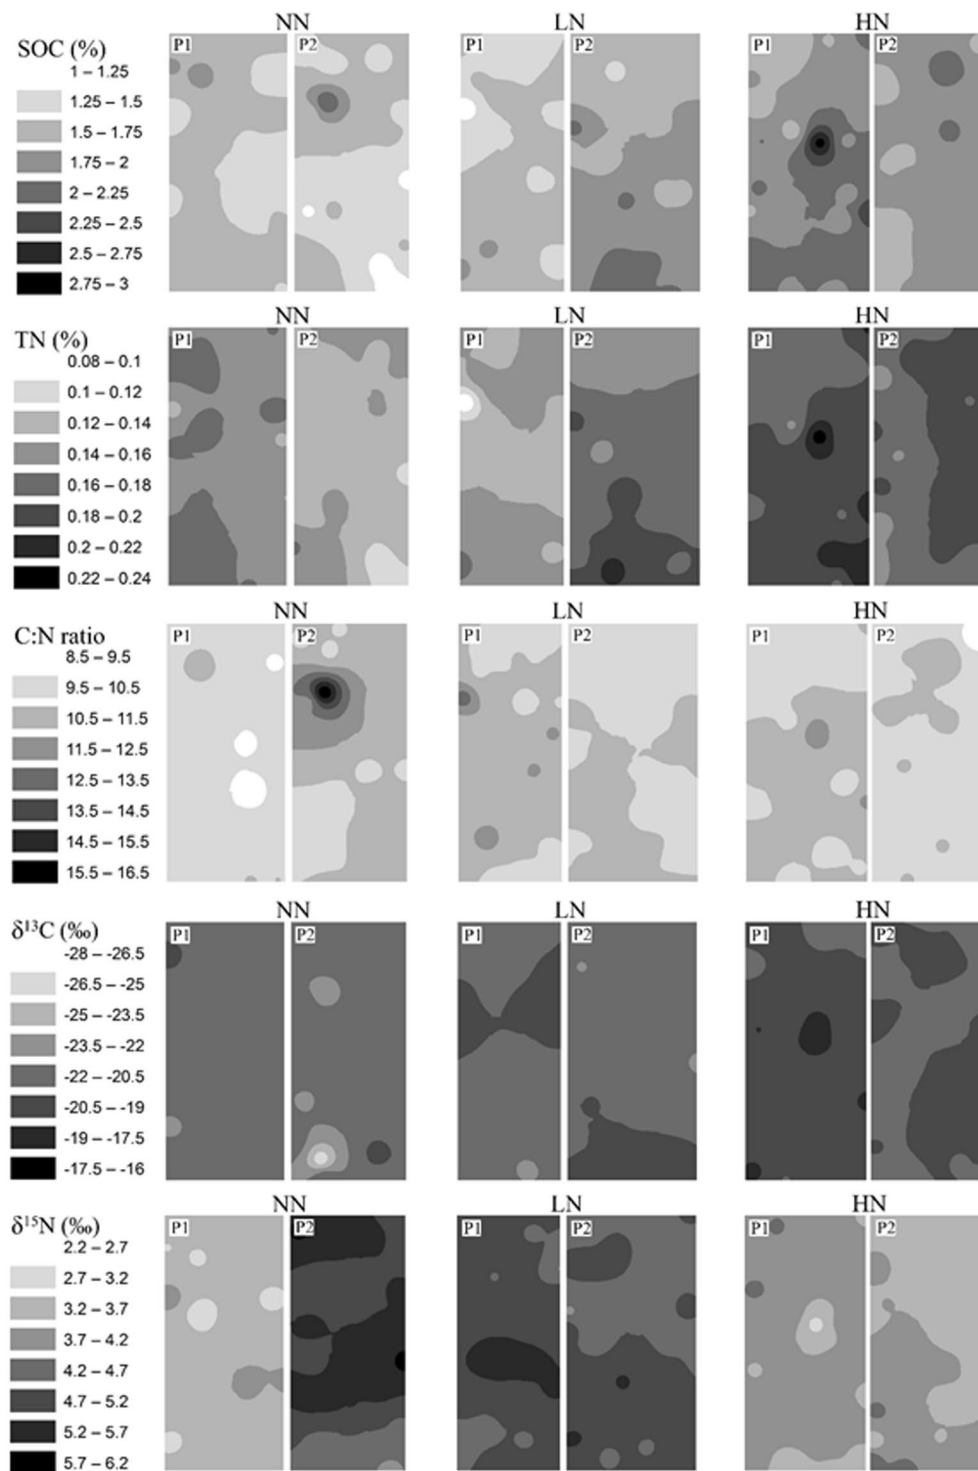 NN LN HN
SOC (%) P1 P2 P1 P2 P1 P2
1 – 1.25
1.25 – 1.5
1.5 – 1.75
1.75 – 2
2 – 2.25
2.25 – 2.5
2.5 – 2.75
2.75 – 3
NN LN HN
TN (%) P1 P2 P1 P2 P1 P2
0.08 – 0.1
0.1 – 0.12
0.12 – 0.14
0.14 – 0.16
0.16 – 0.18
0.18 – 0.2
0.2 – 0.22
0.22 – 0.24
NN LN HN
C:N ratio P1 P2 P1 P2 P1 P2
8.5 – 9.5
9.5 – 10.5
10.5 – 11.5
11.5 – 12.5
12.5 – 13.5
13.5 – 14.5
14.5 – 15.5
15.5 – 16.5
NN LN HN
δ¹³C (‰) P1 P2 P1 P2 P1 P2
-28 – -26.5
-26.5 – -25
-25 – -23.5
-23.5 – -22
-22 – -20.5
-20.5 – -19
-19 – -17.5
-17.5 – -16
NN LN HN
δ¹⁵N (‰) P1 P2 P1 P2 P1 P2
2.2 – 2.7
2.7 – 3.2
3.2 – 3.7
3.7 – 4.2
4.2 – 4.7
4.7 – 5.2
5.2 – 5.7
5.7 – 6.2